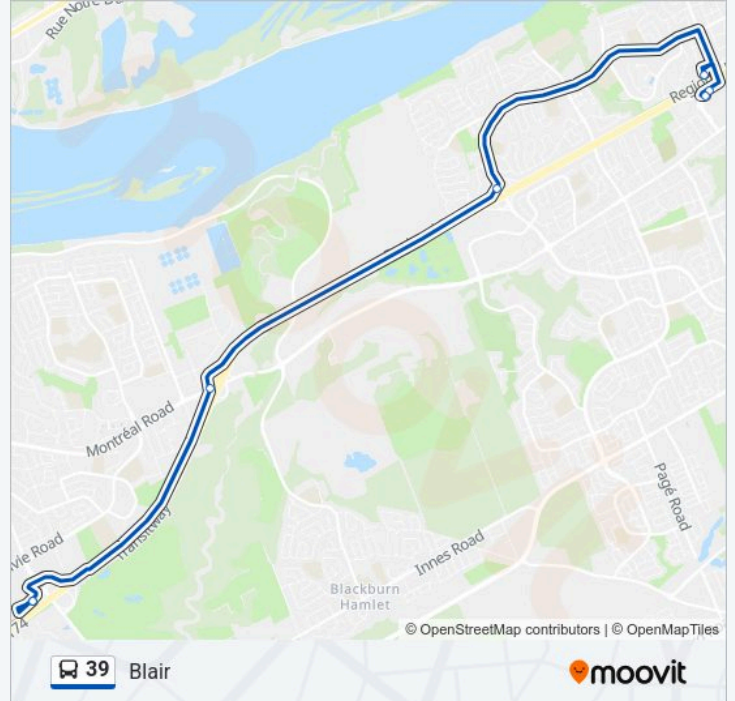 Rue Notre Da
Regio
Montréal Road
Transitway
vie Road
Innes Road
Pagé Road
Blackburn
Hamlet
174
© OpenStreetMap contributors | © OpenMapTiles
39 Blair
moovit